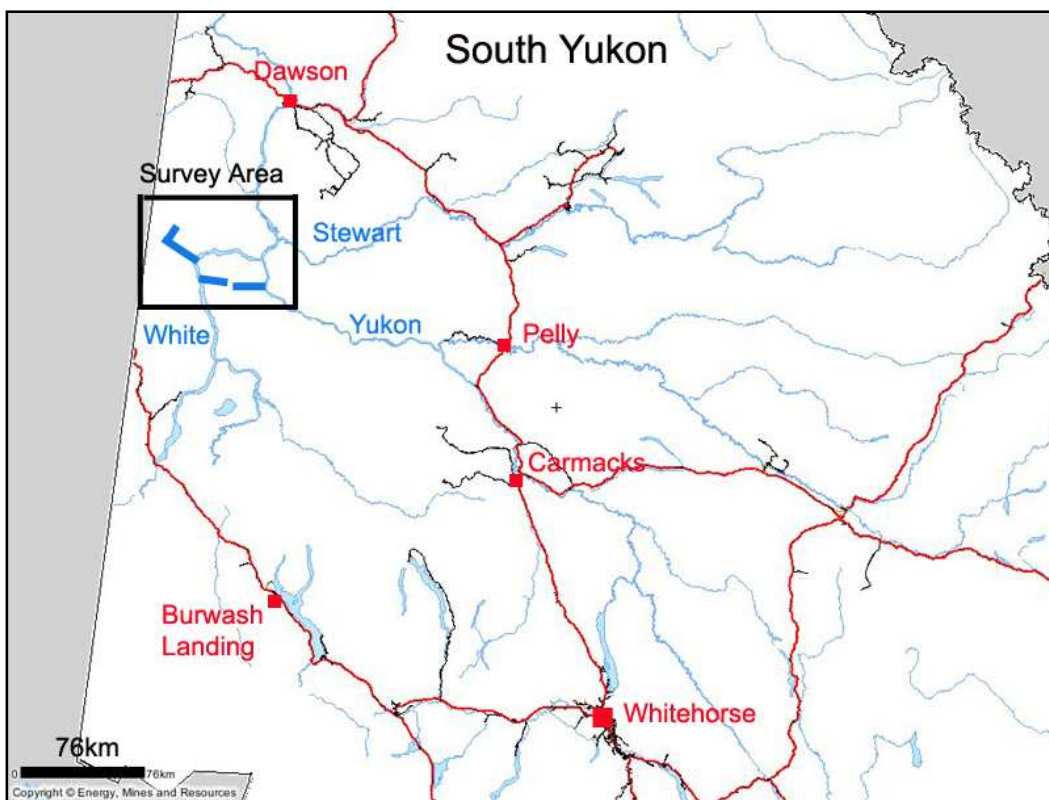 South Yukon
Dawson
Survey Area
Stewart
White
Yukon
Pelly
Carmacks
Burwash
Landing
Whitehorse
76km
0 76km
Copyright © Energy, Mines and Resources